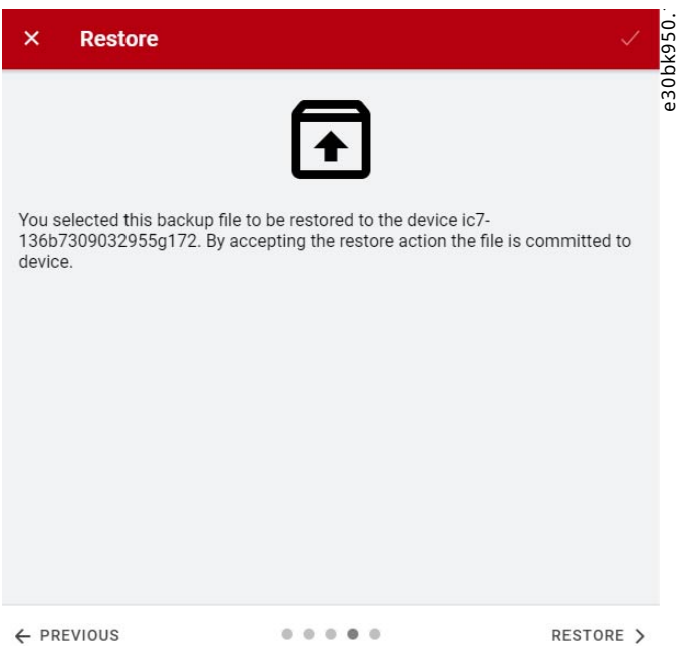 Restore
You selected this backup file to be restored to the device ic7-
136b7309032955g172. By accepting the restore action the file is committed to
device.
PREVIOUS
RESTORE
e30bk950.